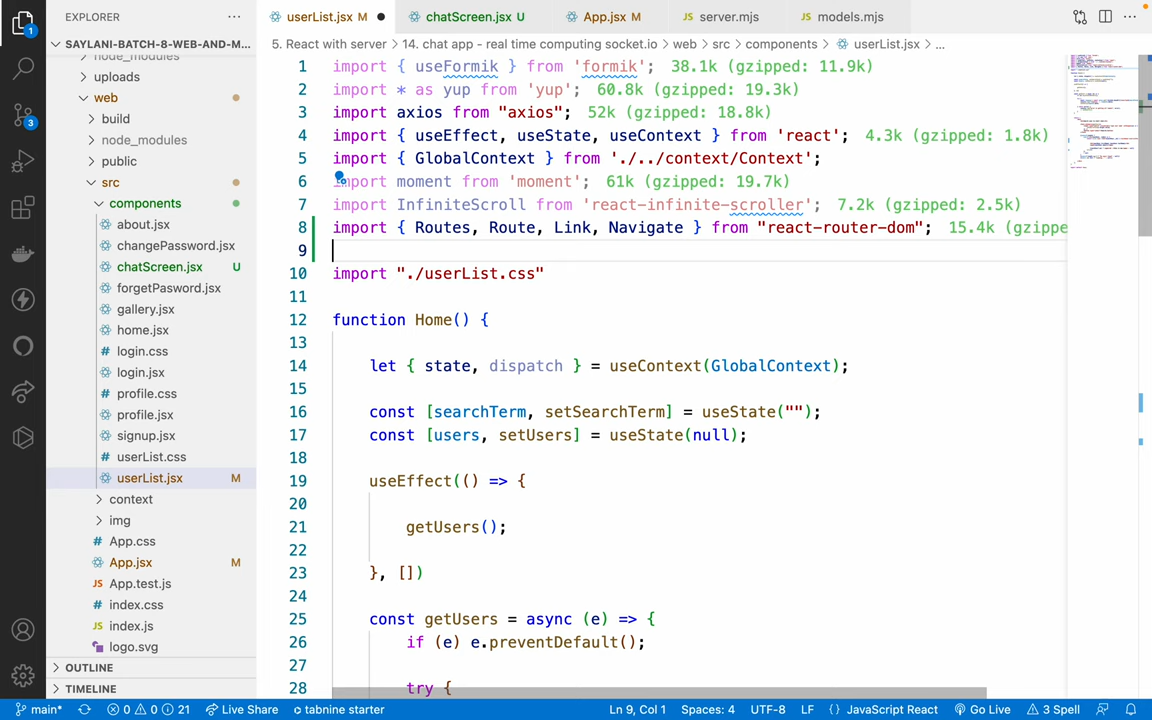 1
EXPLORER
SAYLANI-BATCH-8-WEB-AND-M...
node_modules
uploads
web
build
node_modules
public
src
components
about.jsx
changePassword.jsx
chatScreen.jsx U
forgetPasword.jsx
gallery.jsx
home.jsx
# login.css
login.jsx
# profile.css
profile.jsx
signup.jsx
# userList.css
userList.jsx M
context
img
# App.css
App.jsx M
JS App.test.js
# index.css
JS index.js
logo.svg
OUTLINE
TIMELINE
3
userList.jsx M
chatScreen.jsx U
App.jsx M
JS server.mjs
JS models.mjs
5. React with server > 14. chat app - real time computing socket.io > web > src > components > userList.jsx > ...
1 import { useFormik } from 'formik'; 38.1k (gzipped: 11.9k)
2 import * as yup from 'yup'; 60.8k (gzipped: 19.3k)
3 import axios from "axios"; 52k (gzipped: 18.8k)
4 import { useEffect, useState, useContext } from 'react'; 4.3k (gzipped: 1.8k)
5 import { GlobalContext } from './../context/Context';
6 import moment from 'moment'; 61k (gzipped: 19.7k)
7 import InfiniteScroll from 'react-infinite-scroller'; 7.2k (gzipped: 2.5k)
8 import { Routes, Route, Link, Navigate } from "react-router-dom"; 15.4k (gzippe
9
10 import "./userList.css"
11
12 function Home() {
13
14 let { state, dispatch } = useContext(GlobalContext);
15
16 const [searchTerm, setSearchTerm] = useState("");
17 const [users, setUsers] = useState(null);
18
19 useEffect(() => {
20
21 getUsers();
22
23 }, [])
24
25 const getUsers = async (e) => {
26 if (e) e.preventDefault();
27
28 try {
main* 0 0 21 Live Share tabnine starter Ln 9, Col 1 Spaces: 4 UTF-8 LF {} JavaScript React Go Live 3 Spell